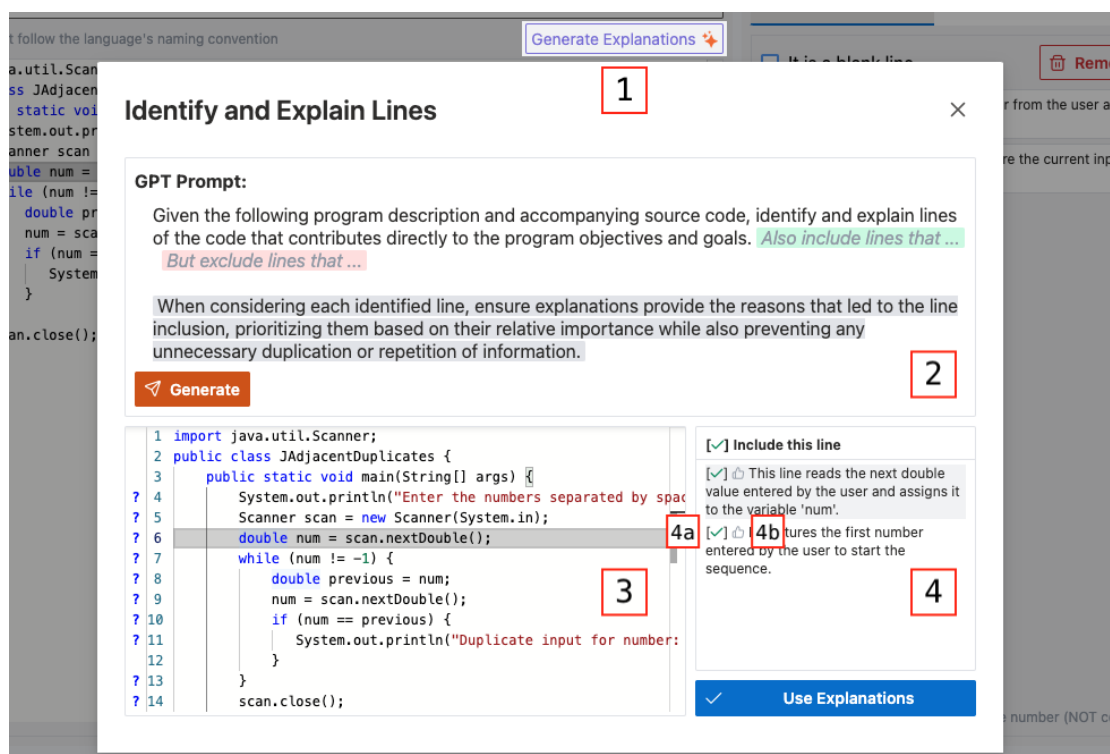 t follow the language's naming convention
Generate Explanations
It is a blank line
Rem
1
a.util.Scan
ss JAdjacen
static voi
stem.out.pr
anner scan
uble num =
ile (num !=
double pr
num = sca
if (num =
System
}
an.close();
r from the user a
re the current inp
Identify and Explain Lines
GPT Prompt:
Given the following program description and accompanying source code, identify and explain lines
of the code that contributes directly to the program objectives and goals. Also include lines that ...
But exclude lines that ...
When considering each identified line, ensure explanations provide the reasons that led to the line
inclusion, prioritizing them based on their relative importance while also preventing any
unnecessary duplication or repetition of information.
2
Generate
1 import java.util.Scanner;
2 public class JAdjacentDuplicates {
3 public static void main(String[] args) {
? 4 System.out.println("Enter the numbers separated by spac
? 5 Scanner scan = new Scanner(System.in);
? 6 double num = scan.nextDouble();
? 7 while (num != -1) {
? 8 double previous = num;
? 9 num = scan.nextDouble();
? 10 if (num == previous) {
? 11 System.out.println("Duplicate input for number:
12 }
? 13 }
? 14 scan.close();
3
[✓] Include this line
[✓] This line reads the next double
value entered by the user and assigns it
to the variable 'num'.
4a
4b
[✓] tures the first number
entered by the user to start the
sequence.
4
Use Explanations
number (NOT c